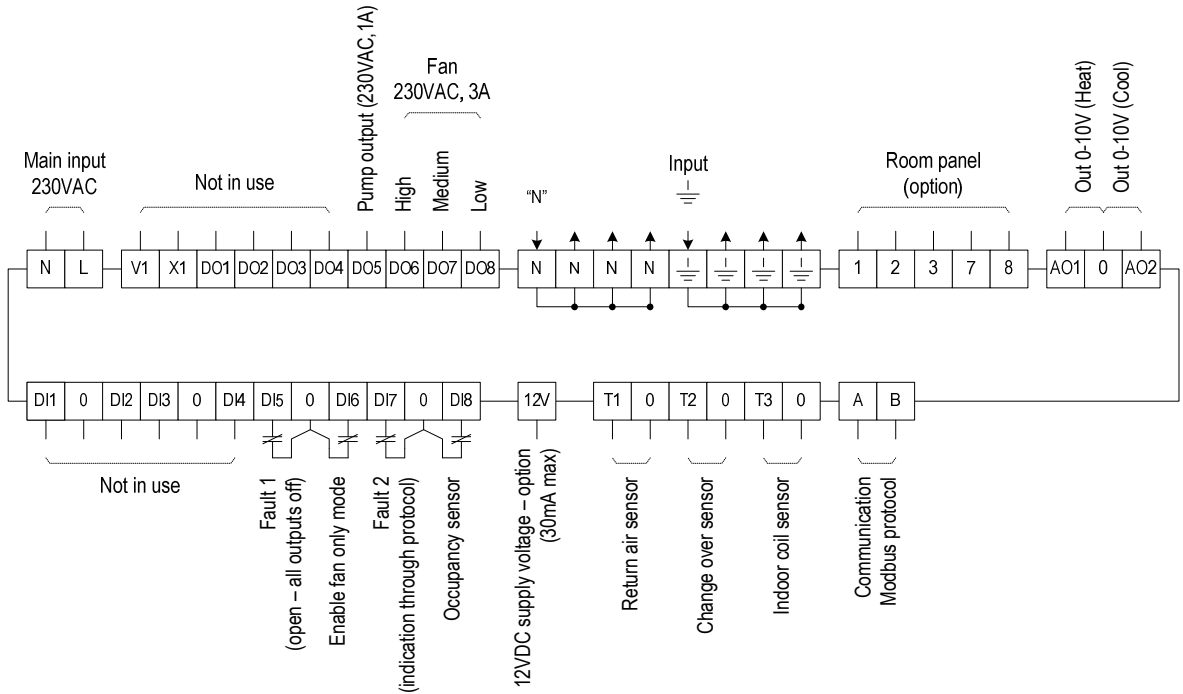 Main input
230VAC
Not in use
Pump output (230VAC, 1A)
Fan
230VAC, 3A
High
Medium
Low
"N"
Input
Room panel
(option)
Out 0-10V (Heat)
Out 0-10V (Cool)
N L V1 X1 DO1 DO2 DO3 DO4 DO5 DO6 DO7 DO8 N N N N 1 2 3 7 8 AO1 0 AO2
DI1 0 DI2 DI3 0 DI4 DI5 0 DI6 DI7 0 DI8 12V T1 0 T2 0 T3 0 A B
Not in use
Fault 1
(open – all outputs off)
Enable fan only mode
Fault 2
(indication through protocol)
Occupancy sensor
12VDC supply voltage – option
(30mA max)
Return air sensor
Change over sensor
Indoor coil sensor
Communication
Modbus protocol